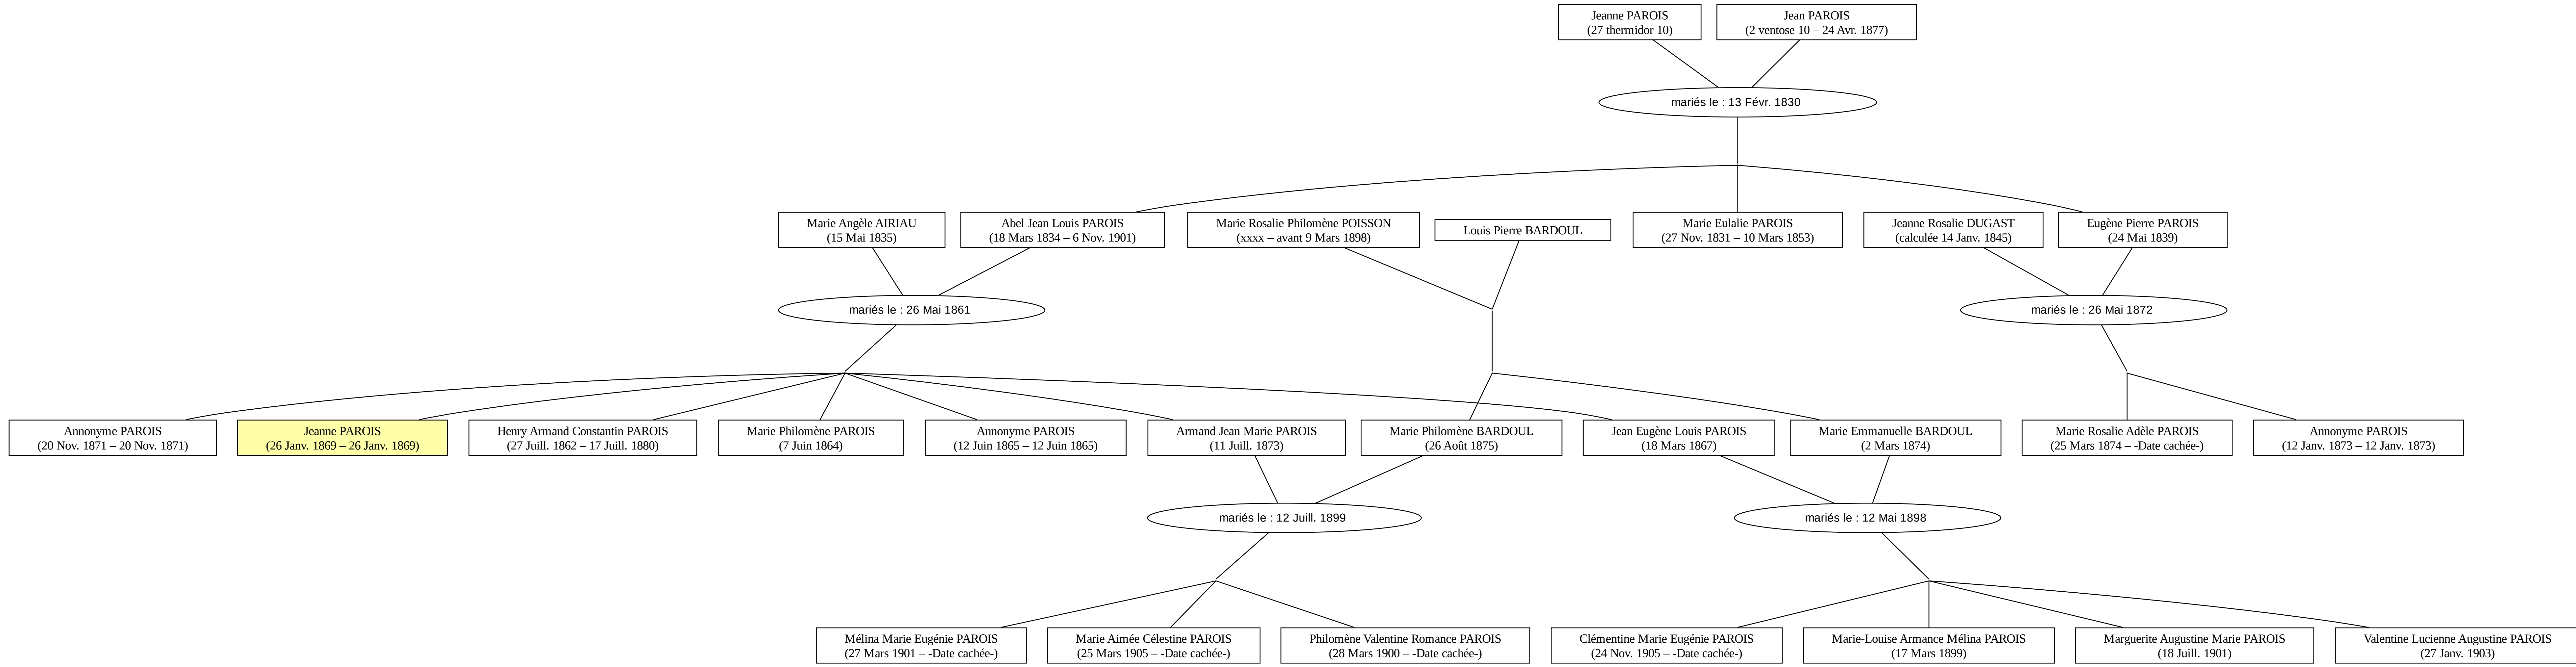 Jeanne PAROIS
(27 thermidor 10)
Jean PAROIS
(2 ventose 10 – 24 Avr. 1877)
mariés le : 13 Févr. 1830
Marie Angèle AIRIAU
(15 Mai 1835)
Abel Jean Louis PAROIS
(18 Mars 1834 – 6 Nov. 1901)
Marie Rosalie Philomène POISSON
(xxxx – avant 9 Mars 1898)
Louis Pierre BARDOUL
Marie Eulalie PAROIS
(27 Nov. 1831 – 10 Mars 1853)
Jeanne Rosalie DUGAST
(calculée 14 Janv. 1845)
Eugène Pierre PAROIS
(24 Mai 1839)
mariés le : 26 Mai 1861
mariés le : 26 Mai 1872
Annonyme PAROIS
(20 Nov. 1871 – 20 Nov. 1871)
Jeanne PAROIS
(26 Janv. 1869 – 26 Janv. 1869)
Henry Armand Constantin PAROIS
(27 Juill. 1862 – 17 Juill. 1880)
Marie Philomène PAROIS
(7 Juin 1864)
Annonyme PAROIS
(12 Juin 1865 – 12 Juin 1865)
Armand Jean Marie PAROIS
(11 Juill. 1873)
Marie Philomène BARDOUL
(26 Août 1875)
Jean Eugène Louis PAROIS
(18 Mars 1867)
Marie Emmanuelle BARDOUL
(2 Mars 1874)
Marie Rosalie Adèle PAROIS
(25 Mars 1874 – -Date cachée-)
Annonyme PAROIS
(12 Janv. 1873 – 12 Janv. 1873)
mariés le : 12 Juill. 1899
mariés le : 12 Mai 1898
Mélina Marie Eugénie PAROIS
(27 Mars 1901 – -Date cachée-)
Marie Aimée Célestine PAROIS
(25 Mars 1905 – -Date cachée-)
Philomène Valentine Romance PAROIS
(28 Mars 1900 – -Date cachée-)
Clémentine Marie Eugénie PAROIS
(24 Nov. 1905 – -Date cachée-)
Marie-Louise Armance Mélina PAROIS
(17 Mars 1899)
Marguerite Augustine Marie PAROIS
(18 Juill. 1901)
Valentine Lucienne Augustine PAROIS
(27 Janv. 1903)